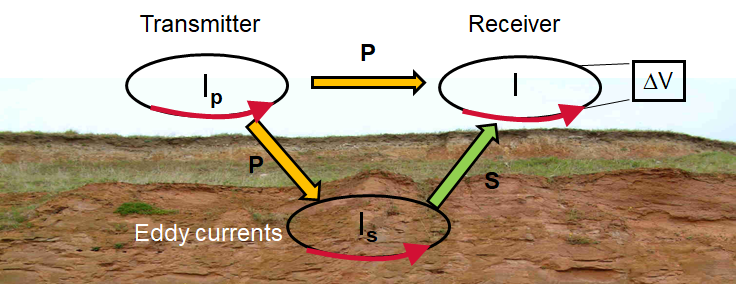 Transmitter
Receiver
P
Iₚ
I
ΔV
P
S
Eddy currents
Iₛ